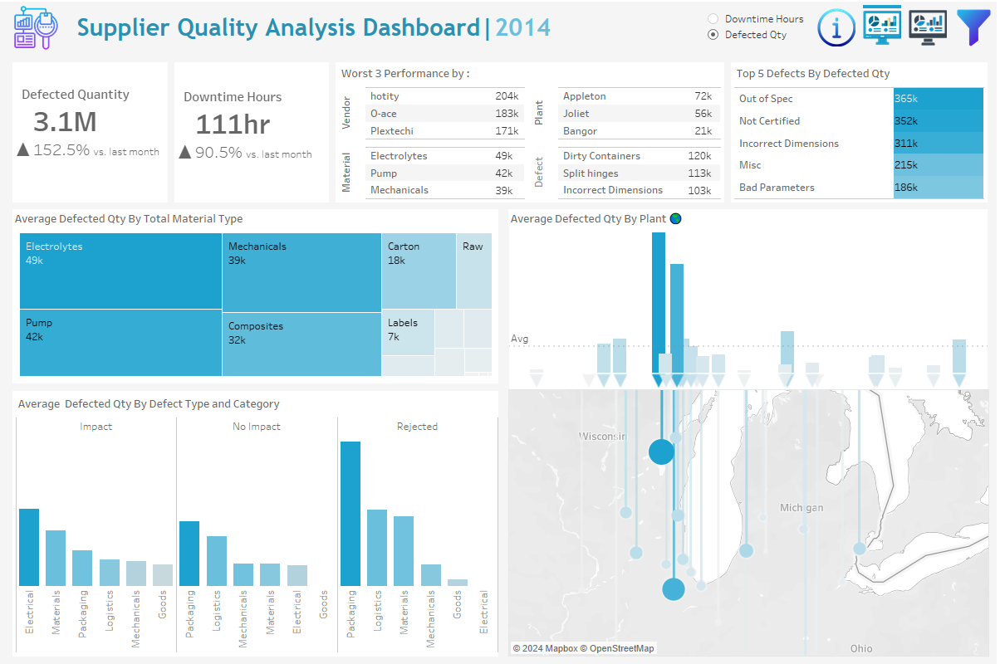 Supplier Quality Analysis Dashboard | 2014
Downtime Hours
Defected Qty
Defected Quantity
3.1M
▲ 152.5% vs. last month
Downtime Hours
111hr
▲ 90.5% vs. last month
Worst 3 Performance by :
Vendor
hotity 204k
O-ace 183k
Plextechi 171k
Plant
Appleton 72k
Joliet 56k
Bangor 21k
Material
Electrolytes 49k
Pump 42k
Mechanicals 39k
Defect
Dirty Containers 120k
Split hinges 113k
Incorrect Dimensions 103k
Top 5 Defects By Defected Qty
Out of Spec 365k
Not Certified 352k
Incorrect Dimensions 311k
Misc 215k
Bad Parameters 186k
Average Defected Qty By Total Material Type
Electrolytes
49k
Mechanicals
39k
Carton
18k
Raw
Pump
42k
Composites
32k
Labels
7k
Average Defected Qty By Plant
Avg
Wisconsin
Michigan
Ohio
© 2024 Mapbox © OpenStreetMap
Average  Defected Qty By Defect Type and Category
Impact
No Impact
Rejected
Electrical
Materials
Packaging
Logistics
Mechanicals
Goods
Packaging
Logistics
Mechanicals
Materials
Electrical
Goods
Packaging
Logistics
Materials
Mechanicals
Goods
Electrical